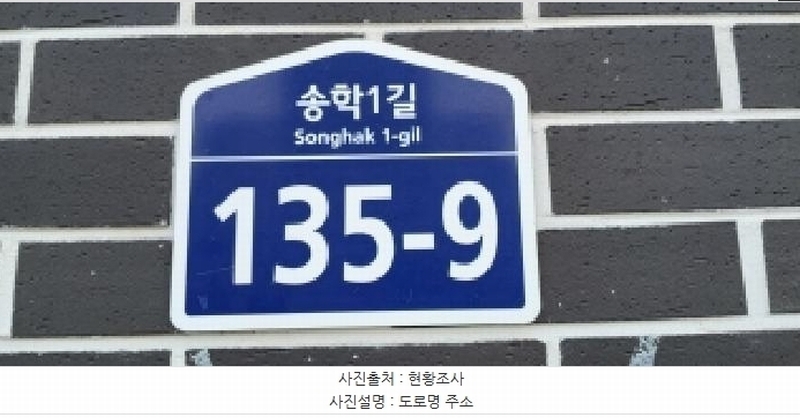 송학1길
Songhak 1-gil
135-9
사진출처 : 현황조사
사진설명 : 도로명 주소